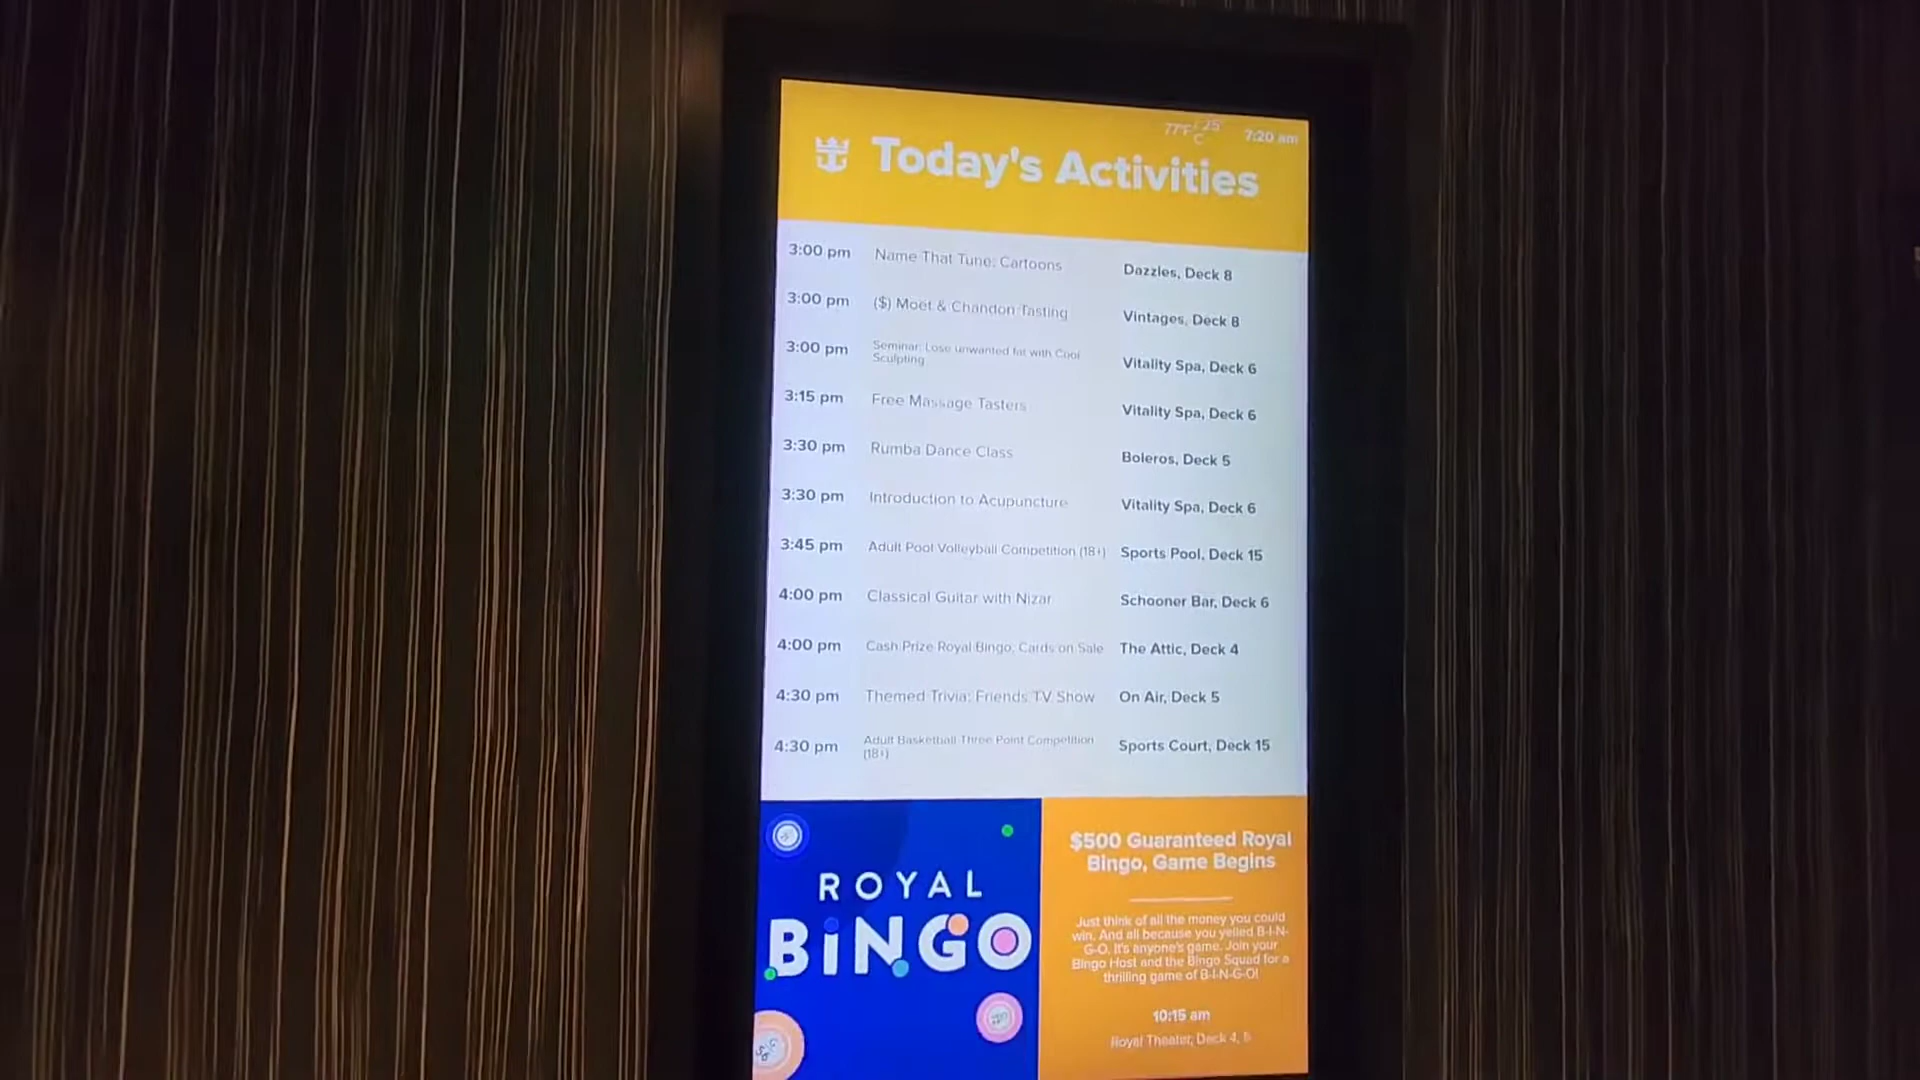 77°F / 25
C
7:20 am
Today's Activities
3:00 pm Name That Tune: Cartoons Dazzles, Deck 8
3:00 pm ($) Moët & Chandon Tasting Vintages, Deck 8
3:00 pm Seminar: Lose unwanted fat with Cool
Sculpting Vitality Spa, Deck 6
3:15 pm Free Massage Tasters Vitality Spa, Deck 6
3:30 pm Rumba Dance Class Boleros, Deck 5
3:30 pm Introduction to Acupuncture Vitality Spa, Deck 6
3:45 pm Adult Pool Volleyball Competition (18+) Sports Pool, Deck 15
4:00 pm Classical Guitar with Nizar Schooner Bar, Deck 6
4:00 pm Cash Prize Royal Bingo, Cards on Sale The Attic, Deck 4
4:30 pm Themed Trivia: Friends TV Show On Air, Deck 5
4:30 pm Adult Basketball Three Point Competition
(18+) Sports Court, Deck 15
ROYAL
BINGO
$500 Guaranteed Royal
Bingo, Game Begins
Just think of all the money you could
win. And all because you yelled B-I-N-
G-O. It's anyone's game. Join your
Bingo Host and the Bingo Squad for a
thrilling game of B-I-N-G-O!
10:15 am
Royal Theater, Deck 4,